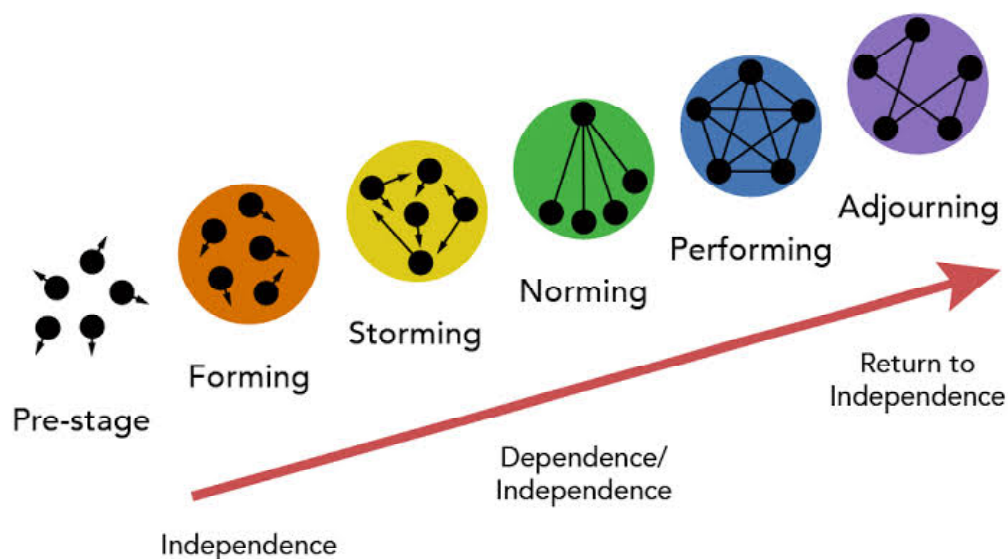 Pre-stage
Forming
Storming
Norming
Performing
Adjourning
Independence
Dependence/
Independence
Return to
Independence